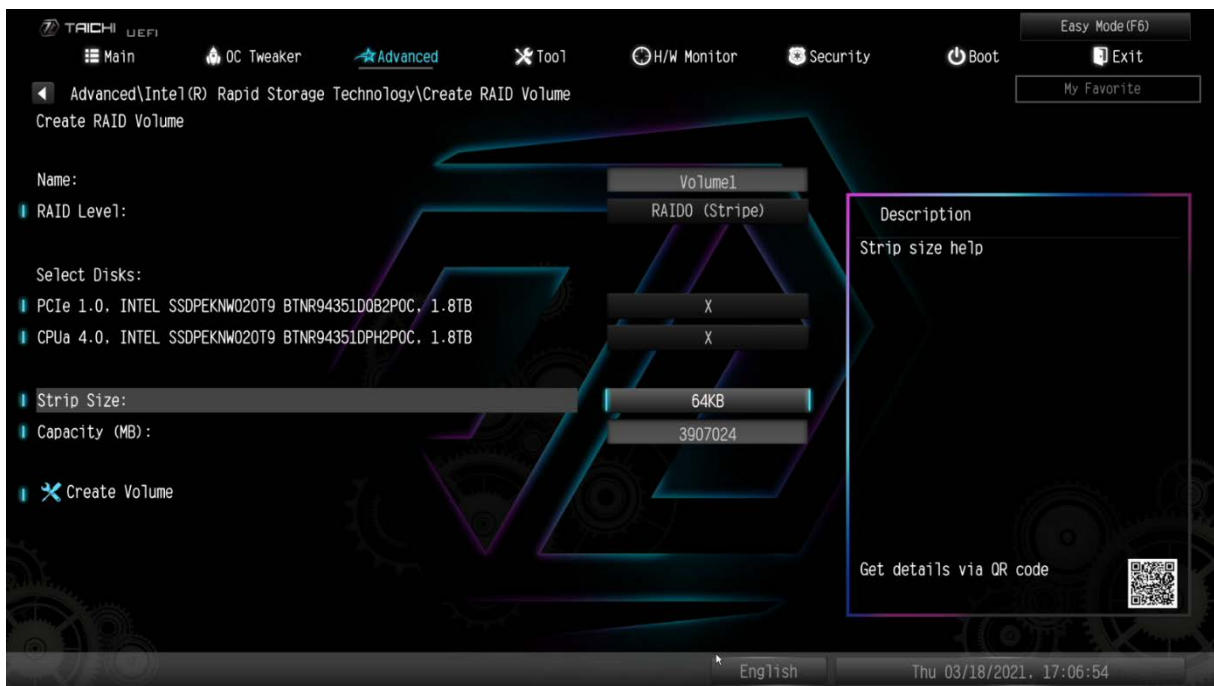 TAICHI UEFI
Easy Mode(F6)
Main OC Tweaker Advanced Tool H/W Monitor Security Boot Exit
Advanced\Intel(R) Rapid Storage Technology\Create RAID Volume
My Favorite
Create RAID Volume
Name: Volume1
RAID Level: RAID0 (Stripe)
Select Disks:
PCIe 1.0, INTEL SSDPEKNW020T9 BTNR94351DQB2P0C, 1.8TB X
CPUa 4.0, INTEL SSDPEKNW020T9 BTNR94351DPH2P0C, 1.8TB X
Strip Size: 64KB
Capacity (MB): 3907024
Create Volume
Description
Strip size help
Get details via QR code
English
Thu 03/18/2021, 17:06:54